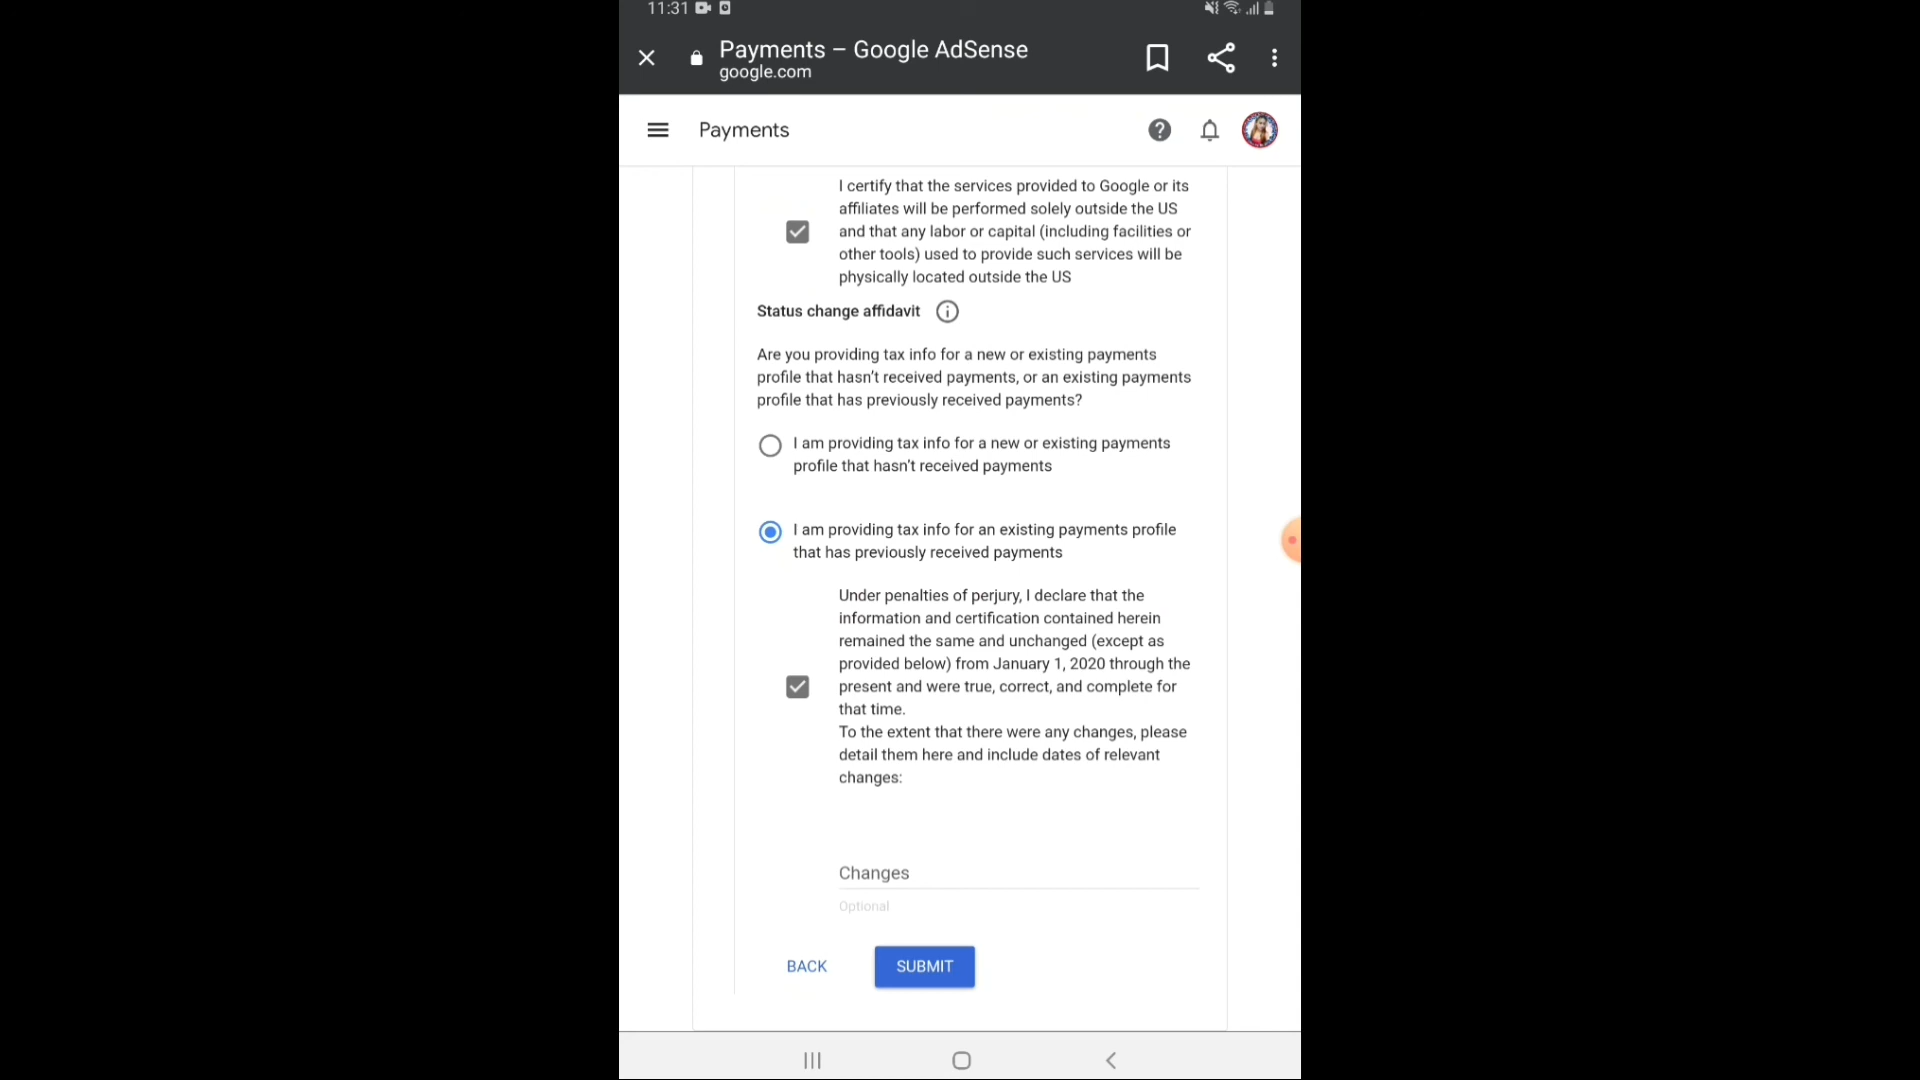 11:31
Payments – Google AdSense
google.com
Payments
I certify that the services provided to Google or its
affiliates will be performed solely outside the US
and that any labor or capital (including facilities or
other tools) used to provide such services will be
physically located outside the US
Status change affidavit
Are you providing tax info for a new or existing payments
profile that hasn't received payments, or an existing payments
profile that has previously received payments?
I am providing tax info for a new or existing payments
profile that hasn't received payments
I am providing tax info for an existing payments profile
that has previously received payments
Under penalties of perjury, I declare that the
information and certification contained herein
remained the same and unchanged (except as
provided below) from January 1, 2020 through the
present and were true, correct, and complete for
that time.
To the extent that there were any changes, please
detail them here and include dates of relevant
changes:
Changes
Optional
BACK
SUBMIT